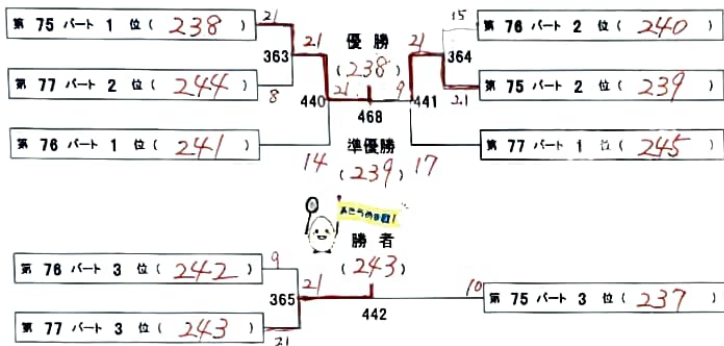 第 75 パート 1 位 ( 238 ) 21 優 勝 15 第 76 パート 2 位 ( 240 )
363 21 ( 238 ) 21 364
第 77 パート 2 位 ( 244 ) 8 21 9 21 第 75 パート 2 位 ( 239 )
440 468 441
第 76 パート 1 位 ( 241 ) 14 準優勝 17 第 77 パート 1 位 ( 245 )
( 239 )
勝 者
第 76 パート 3 位 ( 242 ) 9 ( 243 )
365 21 442 10 第 75 パート 3 位 ( 237 )
第 77 パート 3 位 ( 243 ) 21